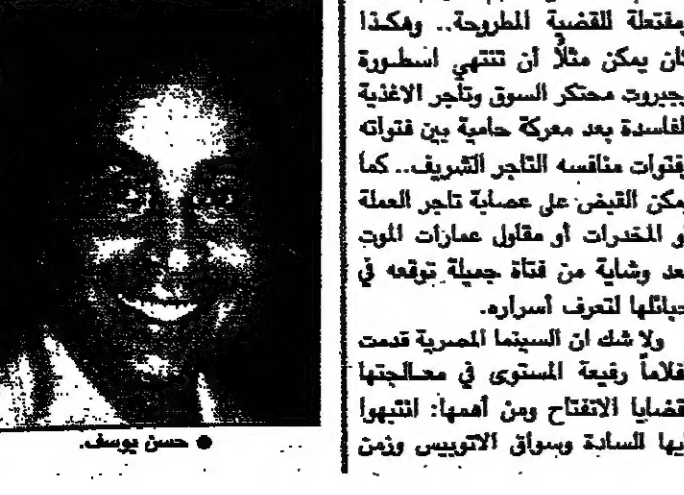 ومفتعلة للقضية المطروحة.. وهكذا
كان يمكن مثلاً أن تنتهي اسطورة
وجبروت محتكر السوق وتاجر الاغذية
الفاسدة بعد معركة حامية بين فتواته
وفتوات منافسه التاجر الشريف.. كما
يمكن القبض على عصابة تاجر العملة
أو المخدرات أو مقاول عمارات الموت
بعد وشاية من فتاة جميلة توقعه في
حبائلها لتعرف أسراره.
ولا شك ان السينما المصرية قدمت
أفلاماً رفيعة المستوى في معالجتها
لقضايا الانفتاح ومن أهمها: انتبهوا
أيها السادة وسواق الاتوبيس وزمن
● حسن يوسف.